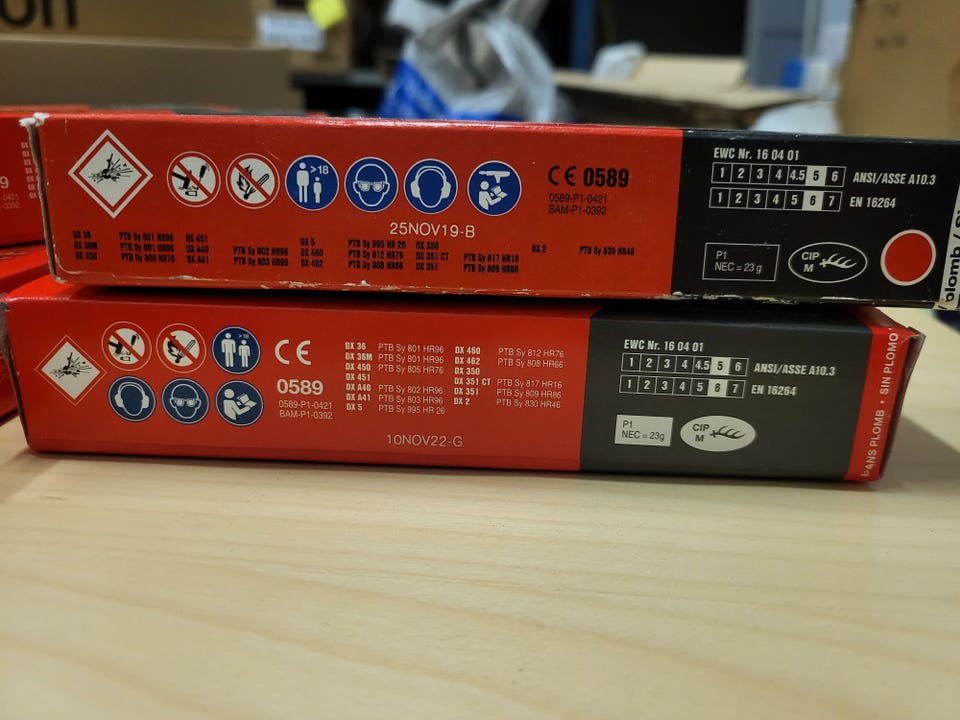 on
>18
CE 0589
0589-P1-0421
BAM-P1-0392
25NOV19-B
DX 36 PTB Sy 801 HR96 DX 451
DX 36M PTB Sy 801 HR96 DX A40 PTB Sy 802 HR96
DX 450 PTB Sy 805 HR76 DX A41 PTB Sy 803 HR96
DX 5 PTB Sy 995 HR 26 DX 350
DX 460 PTB Sy 812 HR76 DX 351 CT PTB Sy 817 HR16
DX 462 PTB Sy 808 HR66 DX 351 PTB Sy 809 HR86
DX 2 PTB Sy 830 HR46
EWC Nr. 16 04 01
1 2 3 4 4.5 5 6 ANSI/ASSE A10.3
1 2 3 4 5 6 7 EN 16264
P1
NEC = 23 g
CIP
M
plomb
>18
CE
0589
0589-P1-0421
BAM-P1-0392
DX 36 PTB Sy 801 HR96
DX 36M PTB Sy 801 HR96
DX 450 PTB Sy 805 HR76
DX 451
DX A40 PTB Sy 802 HR96
DX A41 PTB Sy 803 HR96
DX 5 PTB Sy 995 HR 26
DX 460 PTB Sy 812 HR76
DX 462 PTB Sy 808 HR66
DX 350
DX 351 CT PTB Sy 817 HR16
DX 351 PTB Sy 809 HR86
DX 2 PTB Sy 830 HR46
10NOV22-G
EWC Nr. 16 04 01
1 2 3 4 4.5 5 6 ANSI/ASSE A10.3
1 2 3 4 5 6 7 EN 16264
P1
NEC = 23g
CIP
M
SANS PLOMB • SIN PLOMO